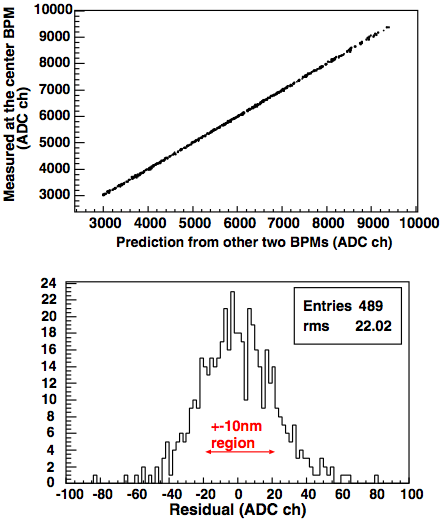 Measured at the center BPM
(ADC ch)
10000
9000
8000
7000
6000
5000
4000
3000
3000 4000 5000 6000 7000 8000 9000 10000
Prediction from other two BPMs (ADC ch)
24
22
20
18
16
14
12
10
8
6
4
2
0
Entries 489
rms 22.02
+-10nm
region
-100 -80 -60 -40 -20 0 20 40 60 80 100
Residual (ADC ch)